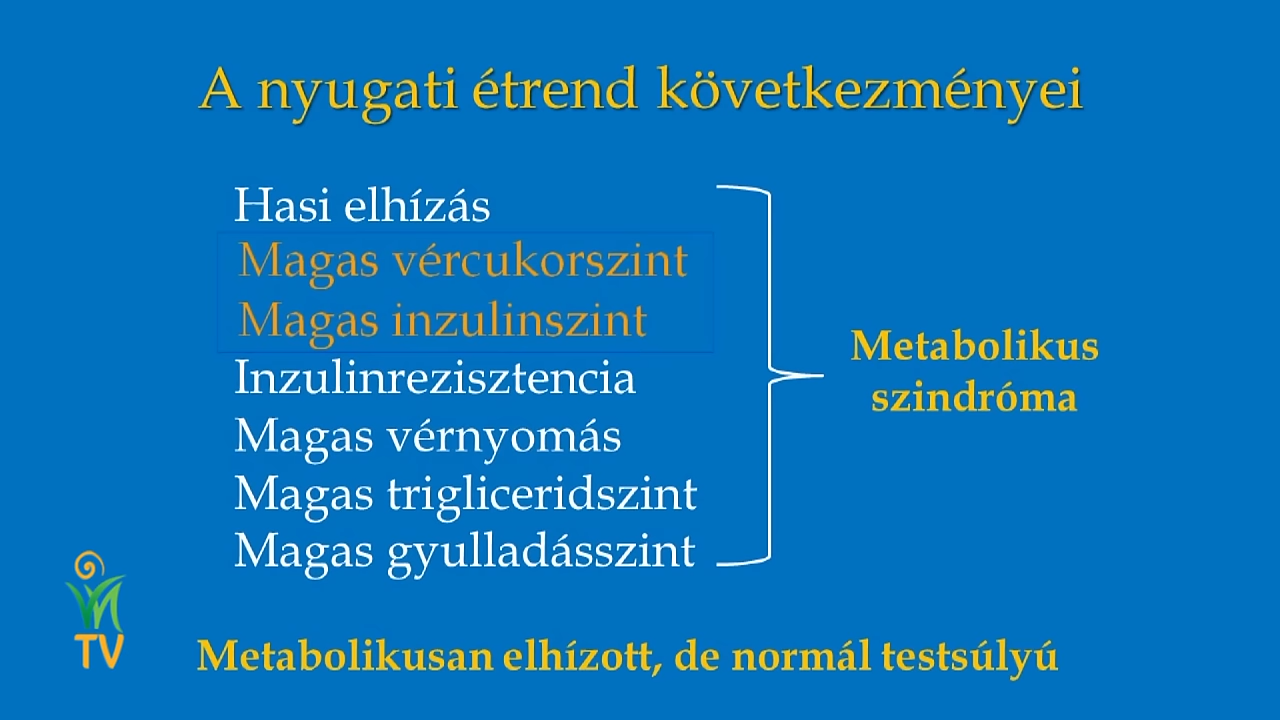 A nyugati étrend következményei
Hasi elhízás
Magas vércukorszint
Magas inzulinszint
Inzulinrezisztencia
Magas vérnyomás
Magas trigliceridszint
Magas gyulladásszint
Metabolikus
szindróma
TV
Metabolikusan elhízott, de normál testsúlyú